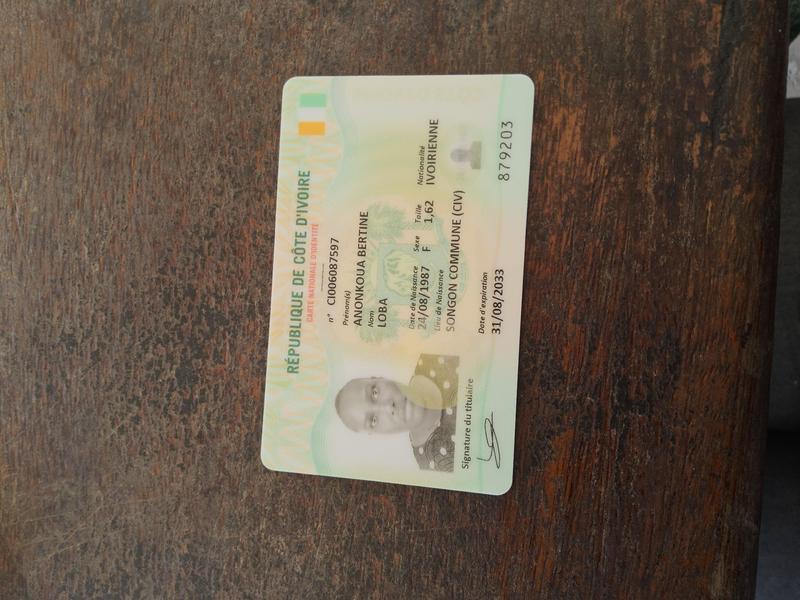 RÉPUBLIQUE DE CÔTE D'IVOIRE
CARTE NATIONALE D'IDENTITÉ
n° CI006087597
Prénom(s)
ANONKOUA BERTINE
Nom
LOBA
Date de Naissance Sexe Taille Nationalité
24/08/1987 F 1,62 IVOIRIENNE
Lieu de Naissance
SONGON COMMUNE (CIV)
Date d'expiration
31/08/2033
879203
Signature du titulaire